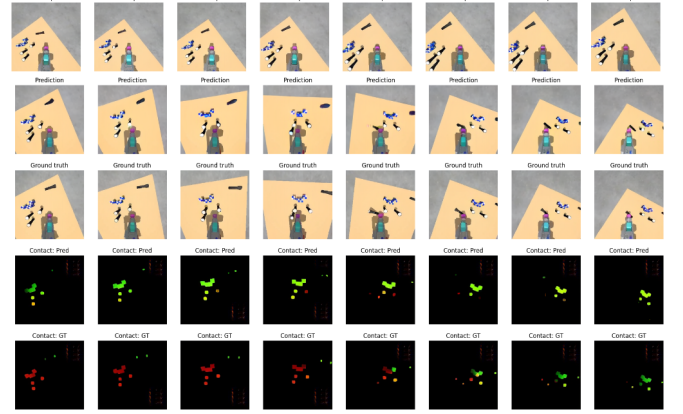 Prediction Prediction Prediction Prediction Prediction Prediction Prediction Prediction
Ground truth Ground truth Ground truth Ground truth Ground truth Ground truth Ground truth Ground truth
Contact: Pred Contact: Pred Contact: Pred Contact: Pred Contact: Pred Contact: Pred Contact: Pred Contact: Pred
Contact: GT Contact: GT Contact: GT Contact: GT Contact: GT Contact: GT Contact: GT Contact: GT